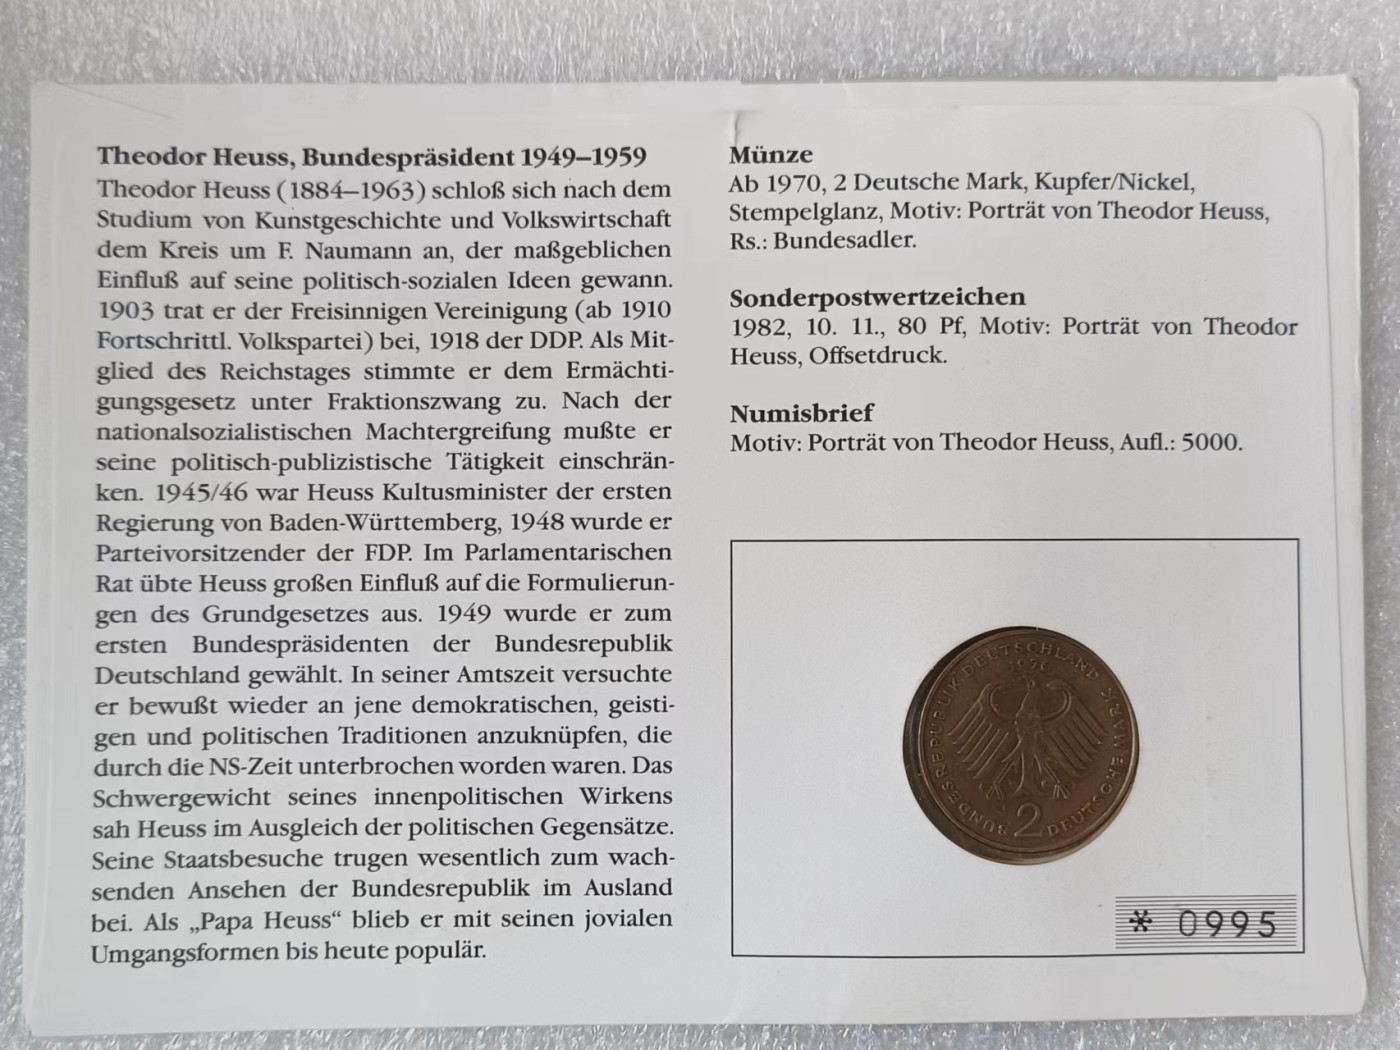 Theodor Heuss, Bundespräsident 1949–1959
Theodor Heuss (1884–1963) schloß sich nach dem
Studium von Kunstgeschichte und Volkswirtschaft
dem Kreis um F. Naumann an, der maßgeblichen
Einfluß auf seine politisch-sozialen Ideen gewann.
1903 trat er der Freisinnigen Vereinigung (ab 1910
Fortschrittl. Volkspartei) bei, 1918 der DDP. Als Mit-
glied des Reichstages stimmte er dem Ermächti-
gungsgesetz unter Fraktionszwang zu. Nach der
nationalsozialistischen Machtergreifung mußte er
seine politisch-publizistische Tätigkeit einschrän-
ken. 1945/46 war Heuss Kultusminister der ersten
Regierung von Baden-Württemberg, 1948 wurde er
Parteivorsitzender der FDP. Im Parlamentarischen
Rat übte Heuss großen Einfluß auf die Formulierun-
gen des Grundgesetzes aus. 1949 wurde er zum
ersten Bundespräsidenten der Bundesrepublik
Deutschland gewählt. In seiner Amtszeit versuchte
er bewußt wieder an jene demokratischen, geisti-
gen und politischen Traditionen anzuknüpfen, die
durch die NS-Zeit unterbrochen worden waren. Das
Schwergewicht seines innenpolitischen Wirkens
sah Heuss im Ausgleich der politischen Gegensätze.
Seine Staatsbesuche trugen wesentlich zum wach-
senden Ansehen der Bundesrepublik im Ausland
bei. Als „Papa Heuss“ blieb er mit seinen jovialen
Umgangsformen bis heute populär.
Münze
Ab 1970, 2 Deutsche Mark, Kupfer/Nickel,
Stempelglanz, Motiv: Porträt von Theodor Heuss,
Rs.: Bundesadler.
Sonderpostwertzeichen
1982, 10. 11., 80 Pf, Motiv: Porträt von Theodor
Heuss, Offsetdruck.
Numisbrief
Motiv: Porträt von Theodor Heuss, Aufl.: 5000.
BUNDESREPUBLIK DEUTSCHLAND
2 DEUTSCHE MARK
* 0995